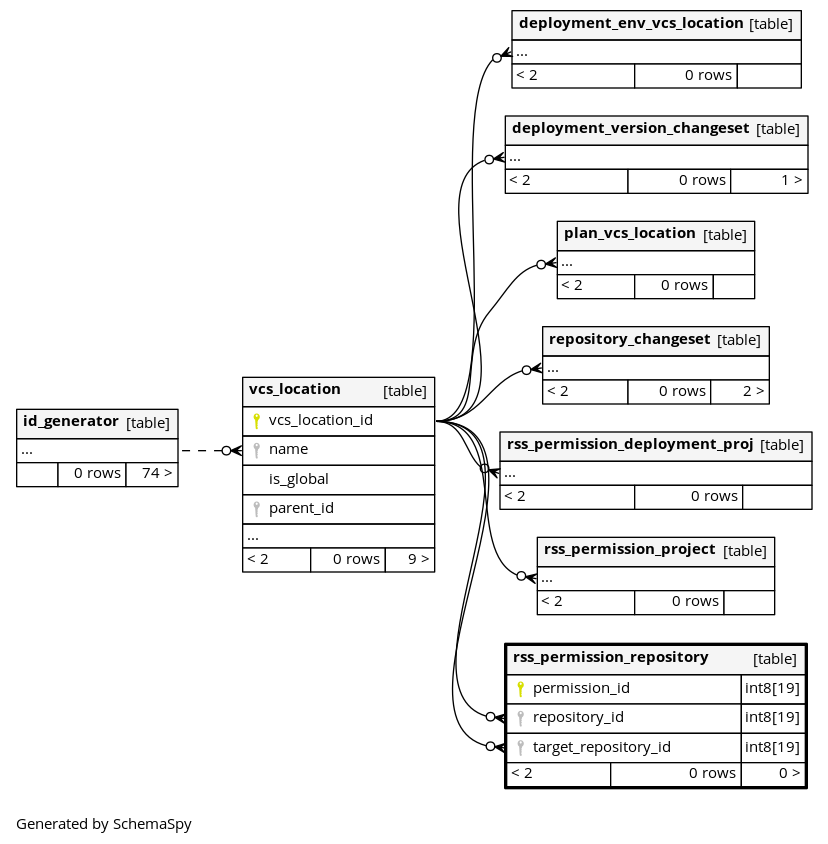 deployment_env_vcs_location [table]
...
< 2 0 rows
deployment_version_changeset [table]
...
< 2 0 rows 1 >
plan_vcs_location [table]
...
< 2 0 rows
repository_changeset [table]
...
< 2 0 rows 2 >
vcs_location [table]
vcs_location_id
name
is_global
parent_id
...
< 2 0 rows 9 >
id_generator [table]
...
0 rows 74 >
rss_permission_deployment_proj [table]
...
< 2 0 rows
rss_permission_project [table]
...
< 2 0 rows
rss_permission_repository [table]
permission_id int8[19]
repository_id int8[19]
target_repository_id int8[19]
< 2 0 rows 0 >
Generated by SchemaSpy